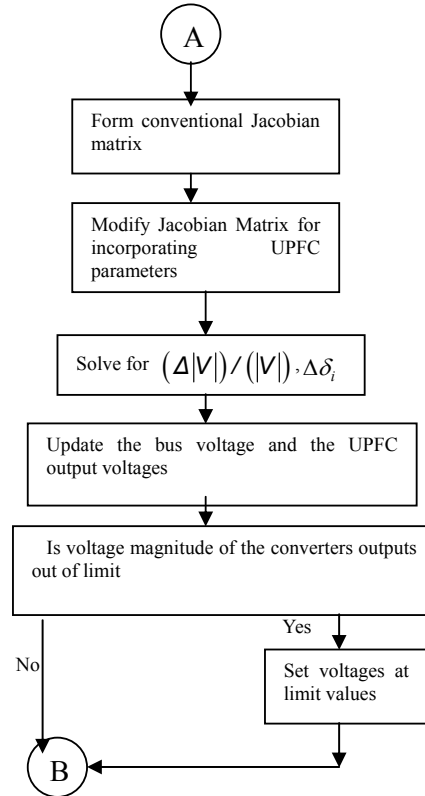 A
Form conventional Jacobian
matrix
Modify Jacobian Matrix for
incorporating UPFC
parameters
Solve for (Δ|V|)/(|V|),Δδᵢ
Update the bus voltage and the UPFC
output voltages
Is voltage magnitude of the converters outputs
out of limit
Yes
No
Set voltages at
limit values
B